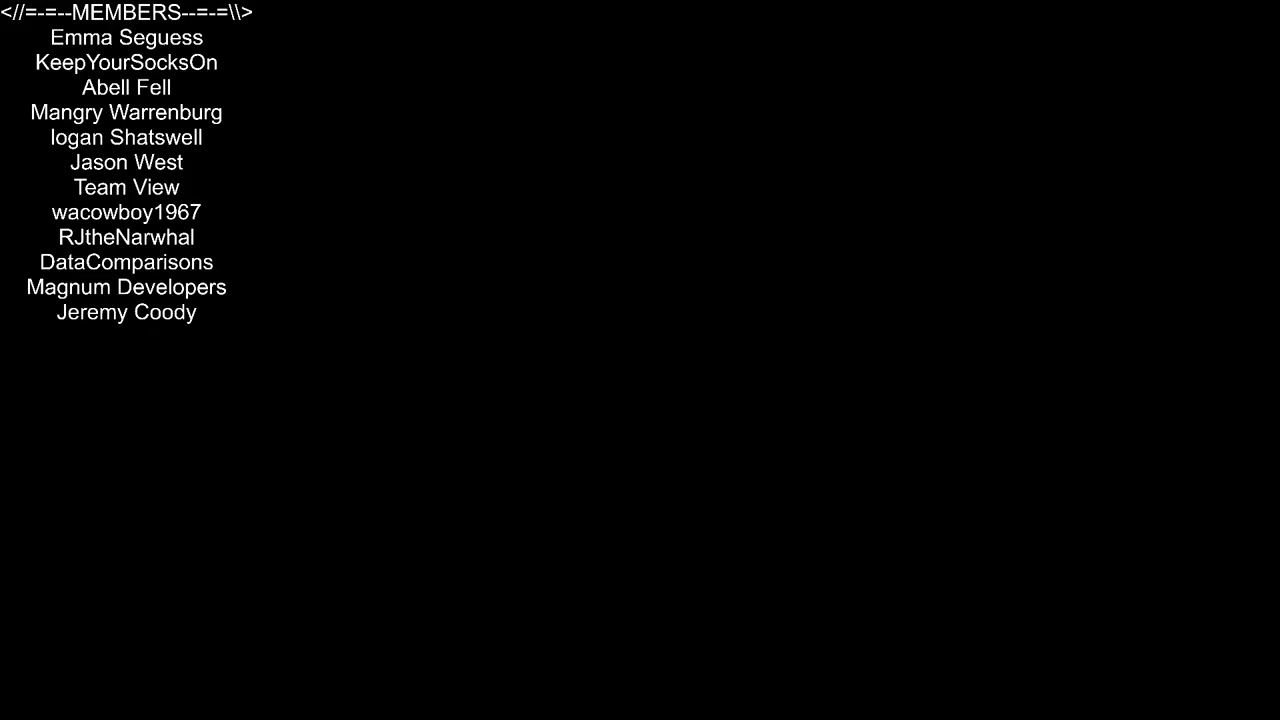 <//=-=--MEMBERS--=-=\\>
Emma Seguess
KeepYourSocksOn
Abell Fell
Mangry Warrenburg
logan Shatswell
Jason West
Team View
wacowboy1967
RJtheNarwhal
DataComparisons
Magnum Developers
Jeremy Coody